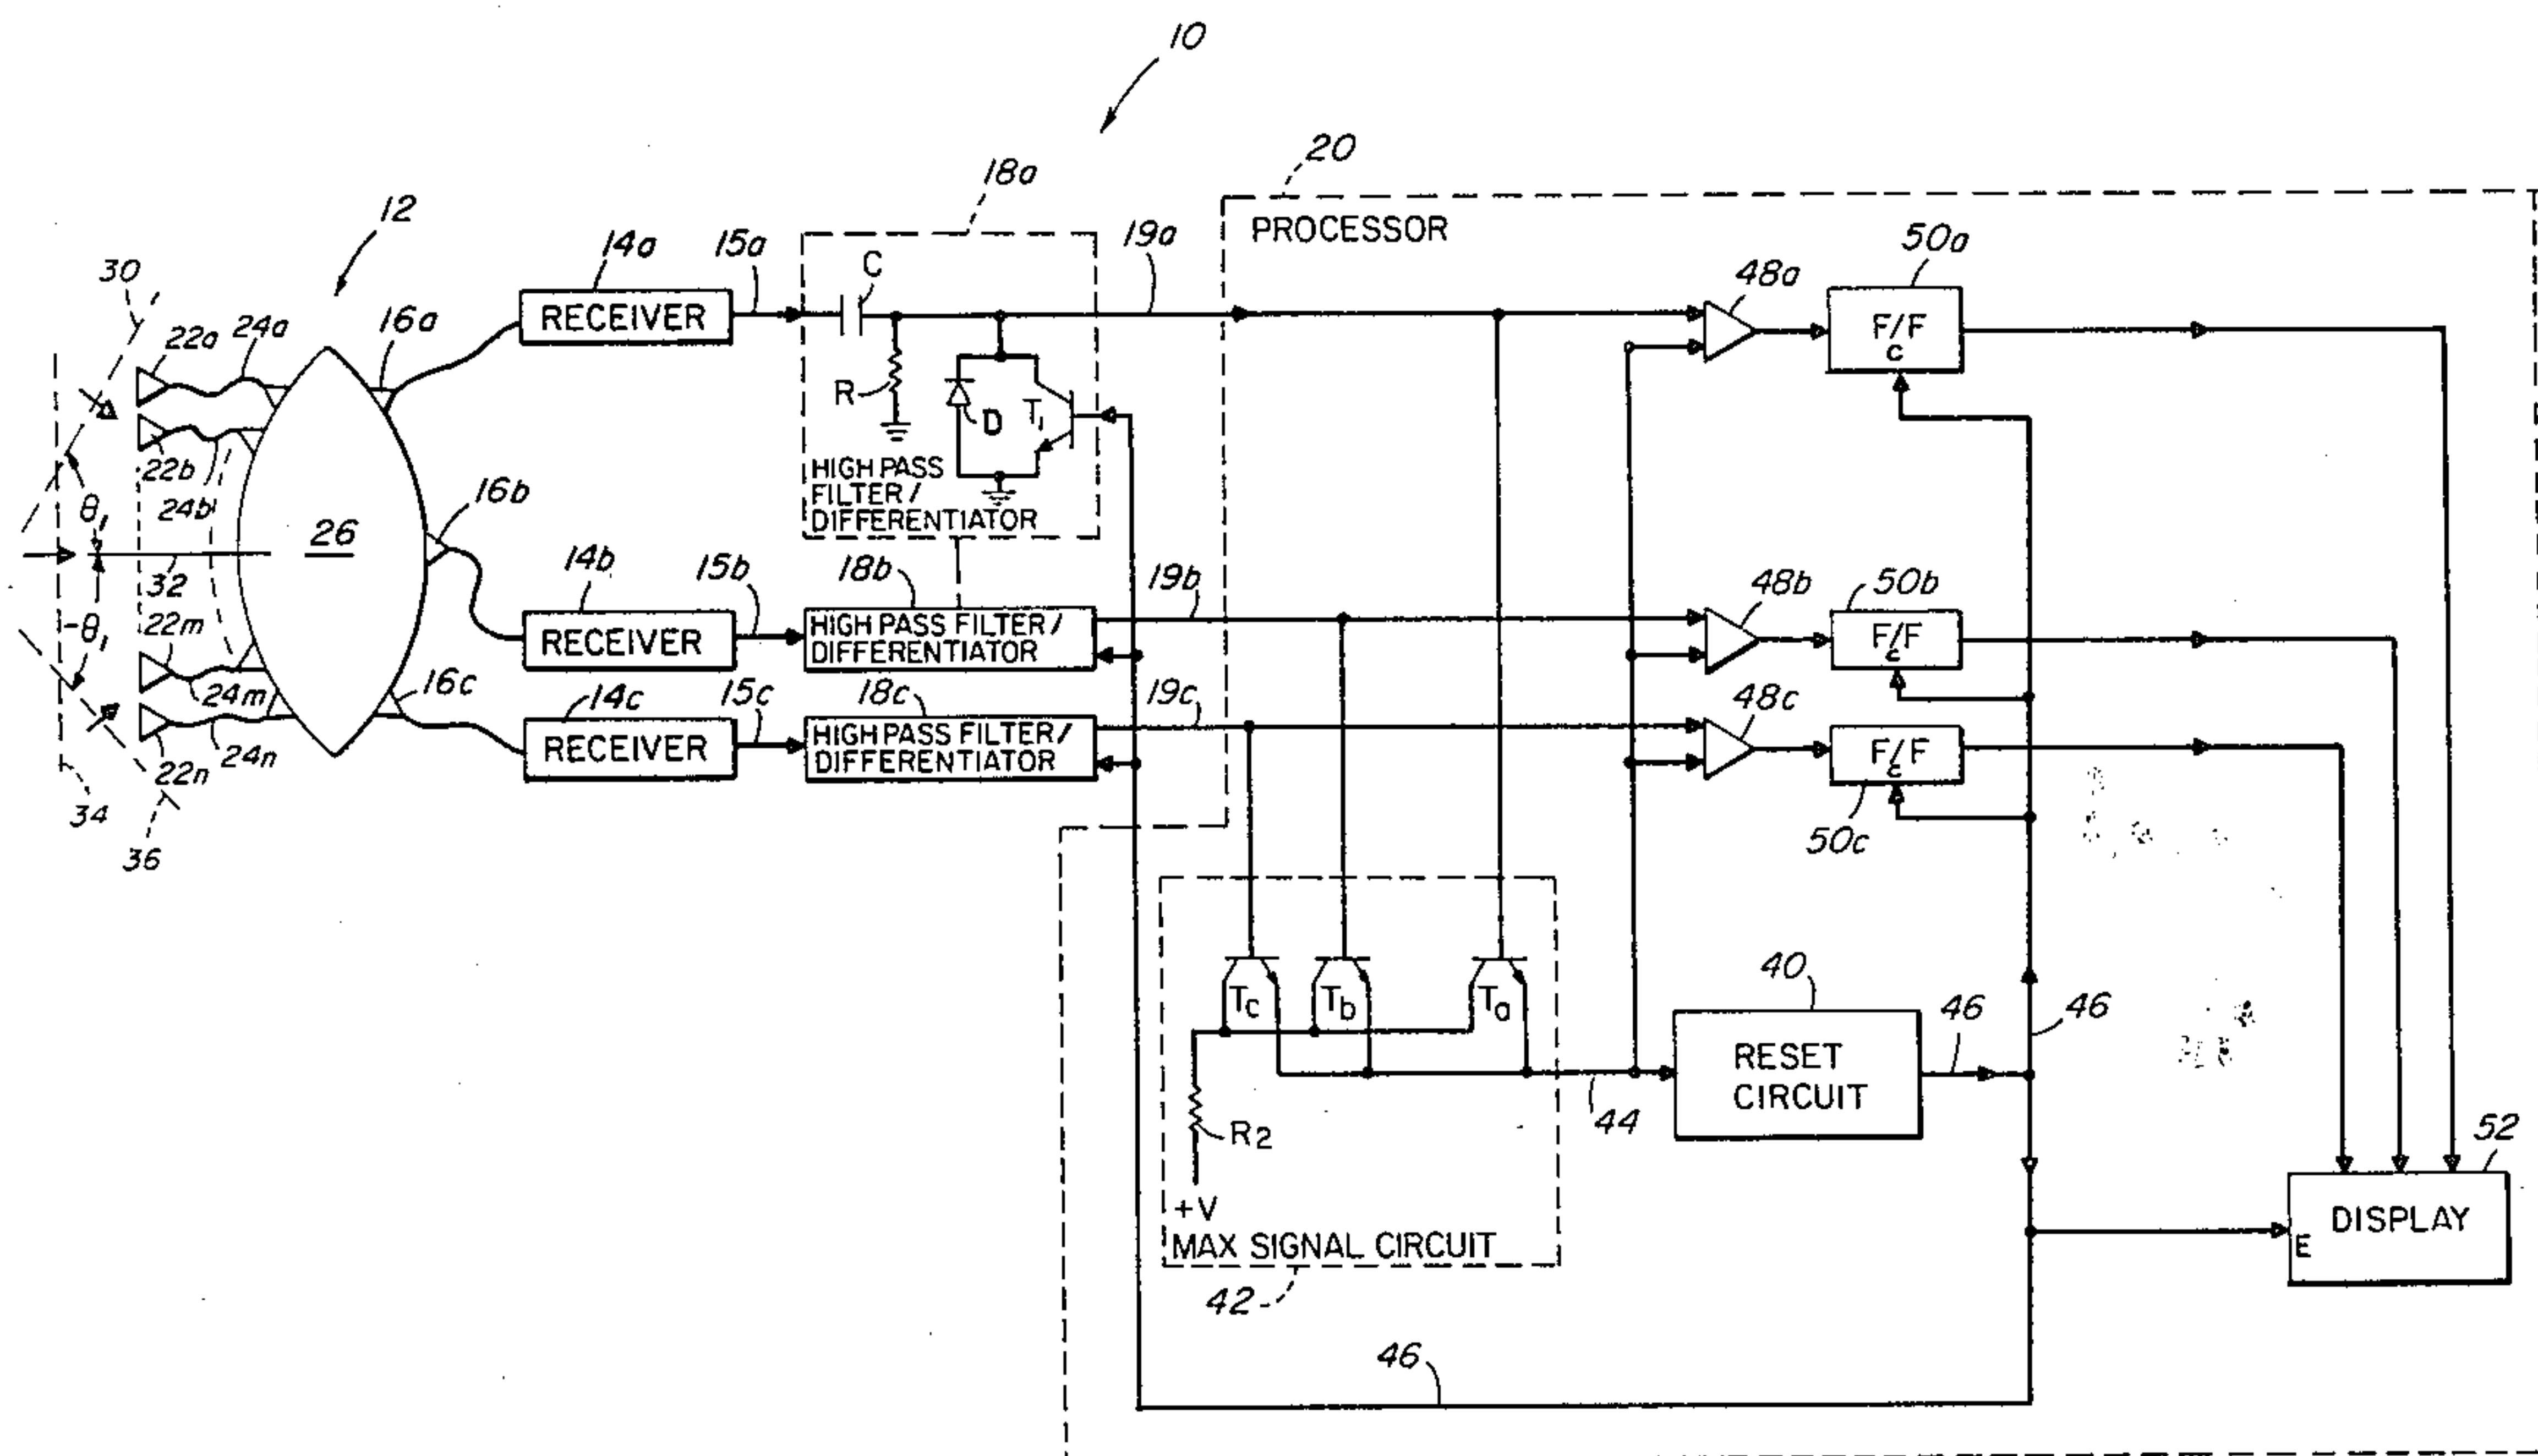 10
20
PROCESSOR
18a
12
14a
15a
19a
50a
48a
30
C
22a
24a
16a
RECEIVER
F/F
C
R
D
T1
22b
24b
HIGH PASS
FILTER/
DIFFERENTIATOR
16b
θ1
26
32
14b
15b
18b
19b
48b
50b
-θ1
22m
RECEIVER
HIGH PASS FILTER/
DIFFERENTIATOR
F/F
C
24m
16c
14c
15c
18c
19c
48c
22n
24n
RECEIVER
HIGH PASS FILTER/
DIFFERENTIATOR
F/F
C
34
36
50c
Tc
Tb
Ta
40
46
46
RESET
CIRCUIT
44
R2
52
+V
DISPLAY
E
MAX SIGNAL CIRCUIT
42
46